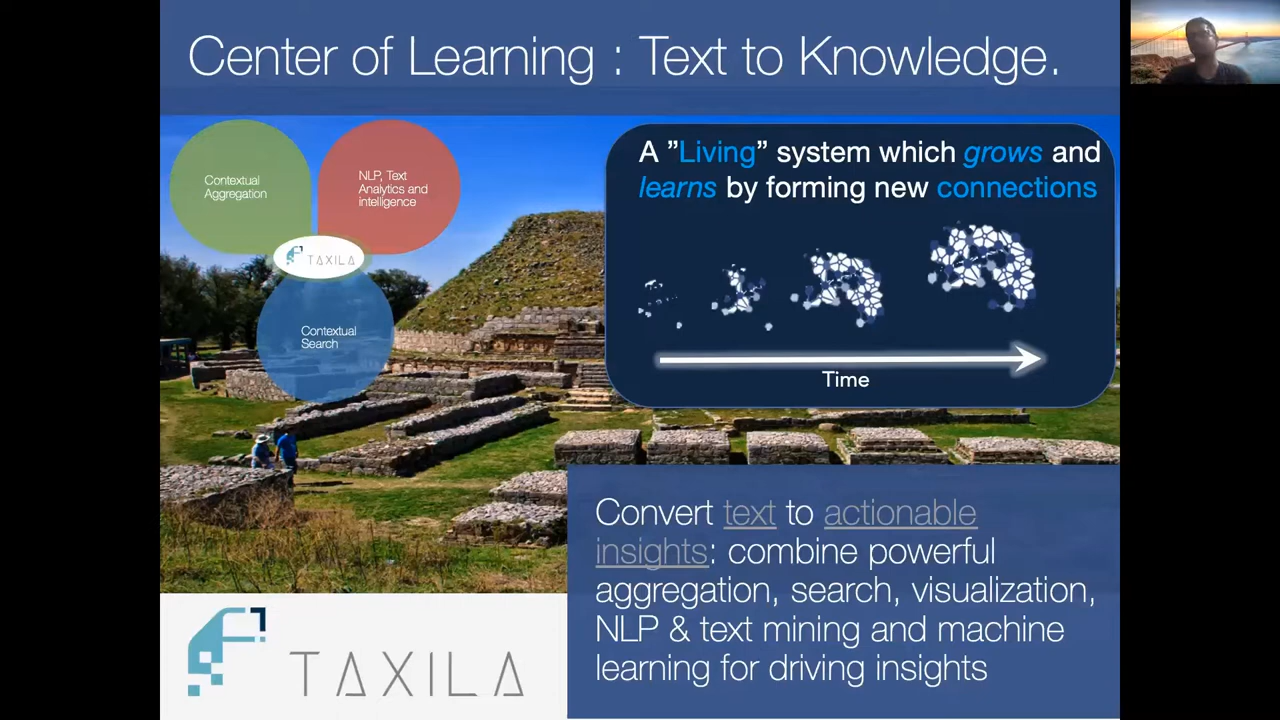 Center of Learning : Text to Knowledge.
Contextual
Aggregation
NLP, Text
Analytics and
intelligence
TAXILA
Contextual
Search
A ”Living” system which grows and
learns by forming new connections
Time
Convert text to actionable
insights: combine powerful
aggregation, search, visualization,
NLP & text mining and machine
learning for driving insights
TAXILA